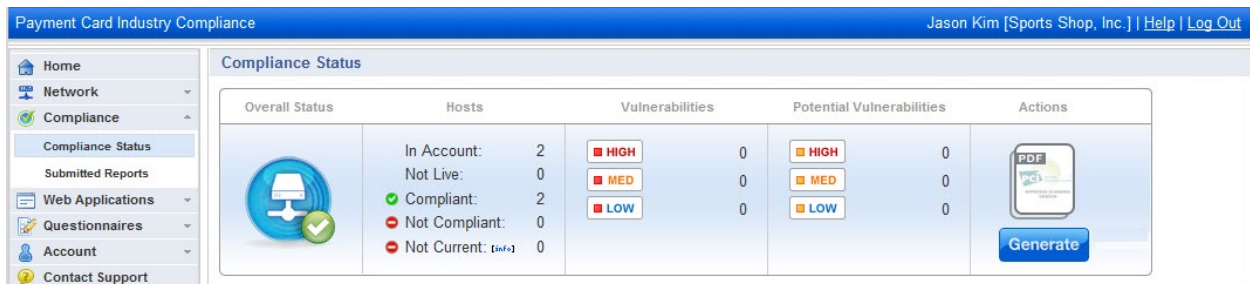 Payment Card Industry Compliance
Jason Kim [Sports Shop, Inc.] | Help | Log Out
Home
Network
Compliance
Compliance Status
Submitted Reports
Web Applications
Questionnaires
Account
Contact Support
Compliance Status
Overall Status Hosts Vulnerabilities Potential Vulnerabilities Actions
In Account: 2
Not Live: 0
Compliant: 2
Not Compliant: 0
Not Current: [info] 0
HIGH 0
MED 0
LOW 0
HIGH 0
MED 0
LOW 0
PDF
PCI
Generate